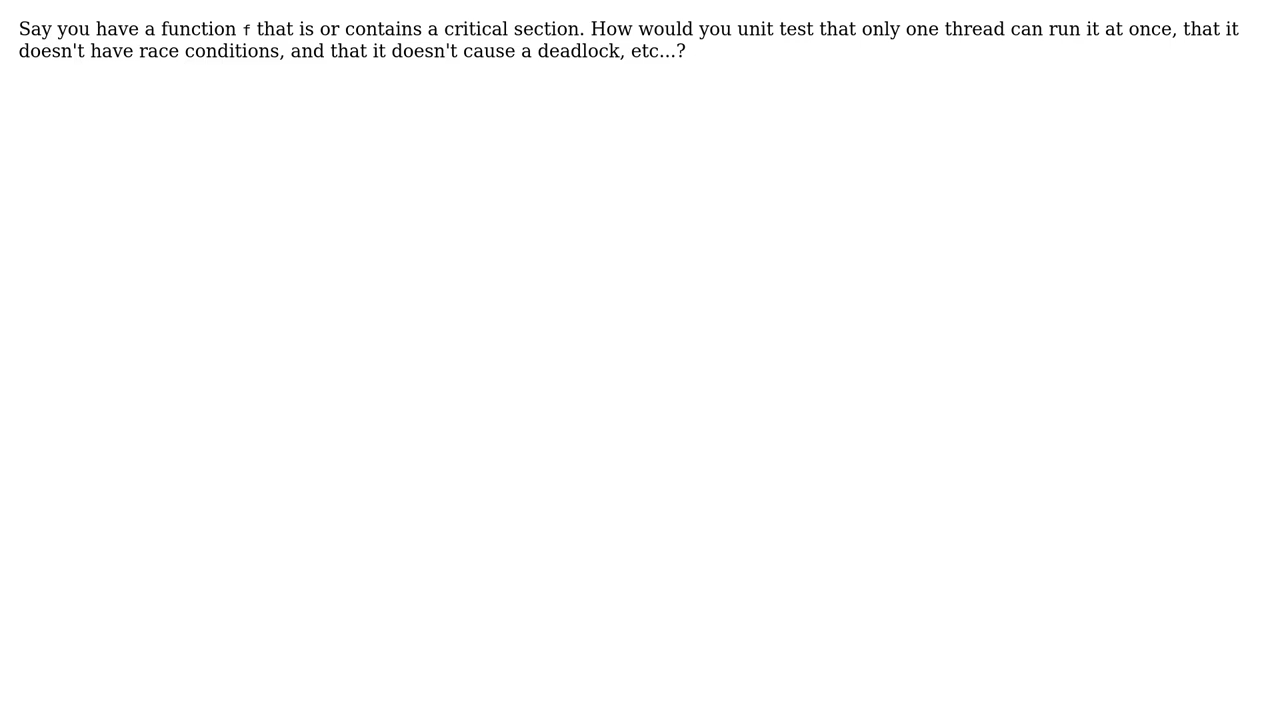 Say you have a function f that is or contains a critical section. How would you unit test that only one thread can run it at once, that it
doesn't have race conditions, and that it doesn't cause a deadlock, etc...?